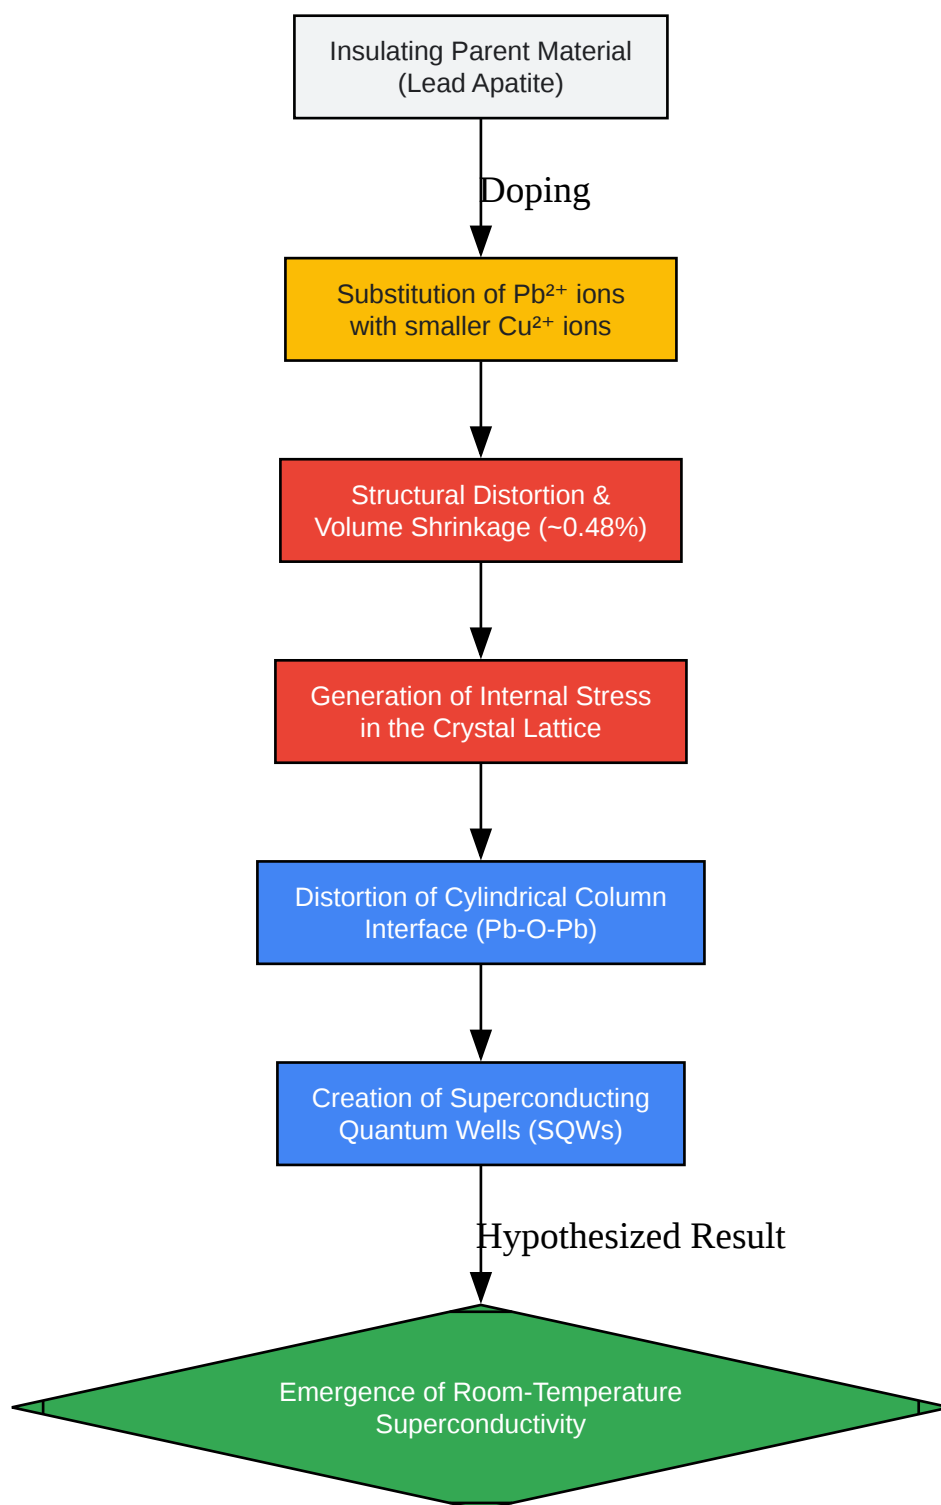 Insulating Parent Material
(Lead Apatite)
Doping
Substitution of Pb²⁺ ions
with smaller Cu²⁺ ions
Structural Distortion &
Volume Shrinkage (~0.48%)
Generation of Internal Stress
in the Crystal Lattice
Distortion of Cylindrical Column
Interface (Pb-O-Pb)
Creation of Superconducting
Quantum Wells (SQWs)
Hypothesized Result
Emergence of Room-Temperature
Superconductivity